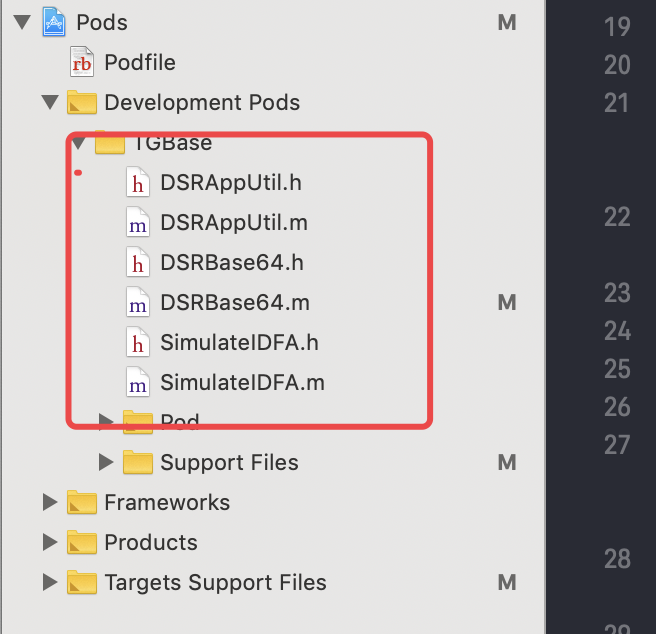 Pods M
rb Podfile
Development Pods
TGBase
h DSRAppUtil.h
m DSRAppUtil.m
h DSRBase64.h
m DSRBase64.m M
h SimulateIDFA.h
m SimulateIDFA.m
Pod
Support Files M
Frameworks
Products
Targets Support Files M
19
20
21
22
23
24
25
26
27
28
29